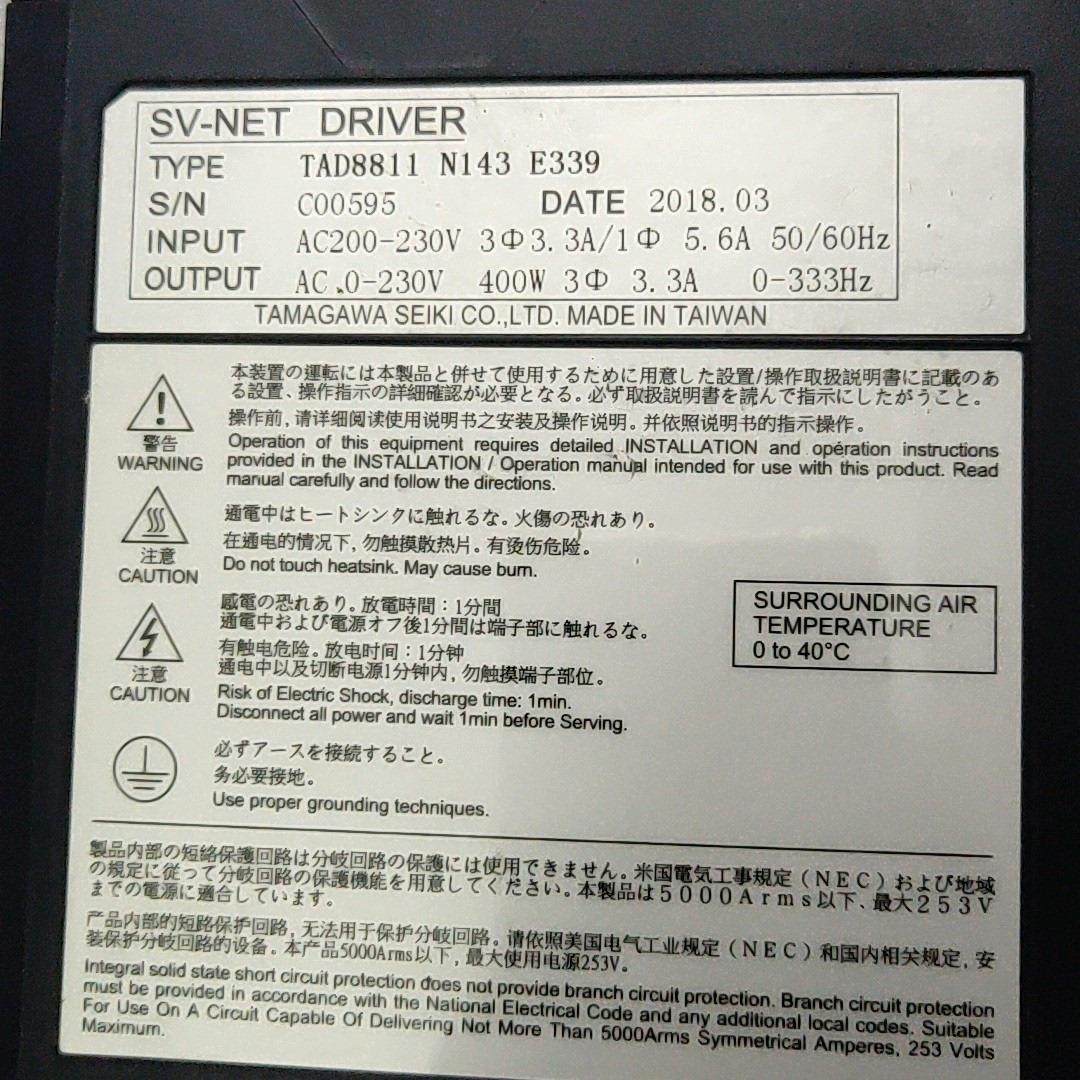 SV-NET DRIVER
TYPE TAD8811 N143 E339
S/N C00595 DATE 2018.03
INPUT AC200-230V 3Φ3.3A/1Φ 5.6A 50/60Hz
OUTPUT AC 0-230V 400W 3Φ 3.3A 0-333Hz
TAMAGAWA SEIKI CO.,LTD. MADE IN TAIWAN
本装置の運転には本製品と併せて使用するために用意した設置/操作取扱説明書に記載のあ
る設置、操作指示の詳細確認が必要となる。必ず取扱説明書を読んで指示にしたがうこと。
操作前,请详细阅读使用说明书之安装及操作说明。并依照说明书的指示操作。
警告
WARNING
Operation of this equipment requires detailed INSTALLATION and operation instructions
provided in the INSTALLATION / Operation manual intended for use with this product. Read
manual carefully and follow the directions.
通電中はヒートシンクに触れるな。火傷の恐れあり。
在通电的情况下,勿触摸散热片。有烫伤危险。
注意
CAUTION
Do not touch heatsink. May cause burn.
感電の恐れあり。放電時間:1分間
通電中および電源オフ後1分間は端子部に触れるな。
有触电危险。放电时间:1分钟
通电中以及切断电源1分钟内,勿触摸端子部位。
注意
CAUTION
Risk of Electric Shock, discharge time: 1min.
Disconnect all power and wait 1min before Serving.
SURROUNDING AIR
TEMPERATURE
0 to 40°C
必ずアースを接続すること。
务必要接地。
Use proper grounding techniques.
製品内部の短絡保護回路は分岐回路の保護には使用できません。米国電気工事規定(NEC)および地域
の規定に従って分岐回路の保護機能を用意してください。本製品は5000Arms以下、最大253V
までの電源に適合しています。
产品内部的短路保护回路,无法用于保护分岐回路。请依照美国电气工业规定(NEC)和国内相关规定,安
装保护分岐回路的设备。本产品5000Arms以下,最大使用电源253V。
Integral solid state short circuit protection does not provide branch circuit protection. Branch circuit protection
must be provided in accordance with the National Electrical Code and any additional local codes. Suitable
For Use On A Circuit Capable Of Delivering Not More Than 5000Arms Symmetrical Amperes, 253 Volts
Maximum.